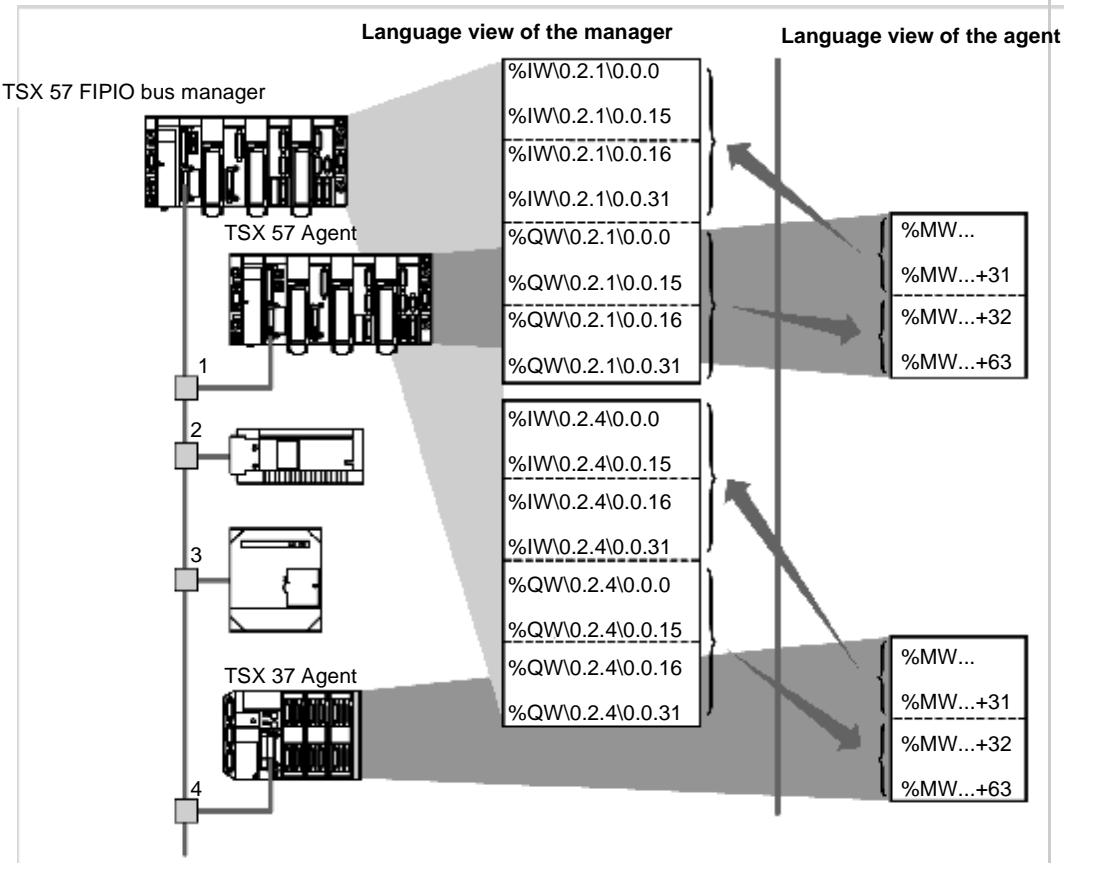 Language view of the manager
Language view of the agent
TSX 57 FIPIO bus manager
%IW\0.2.1\0.0.0
%IW\0.2.1\0.0.15
%IW\0.2.1\0.0.16
%IW\0.2.1\0.0.31
%QW\0.2.1\0.0.0
%QW\0.2.1\0.0.15
%QW\0.2.1\0.0.16
%QW\0.2.1\0.0.31
TSX 57 Agent
%MW...
%MW...+31
%MW...+32
%MW...+63
1
2
3
%IW\0.2.4\0.0.0
%IW\0.2.4\0.0.15
%IW\0.2.4\0.0.16
%IW\0.2.4\0.0.31
%QW\0.2.4\0.0.0
%QW\0.2.4\0.0.15
%QW\0.2.4\0.0.16
%QW\0.2.4\0.0.31
TSX 37 Agent
4
%MW...
%MW...+31
%MW...+32
%MW...+63